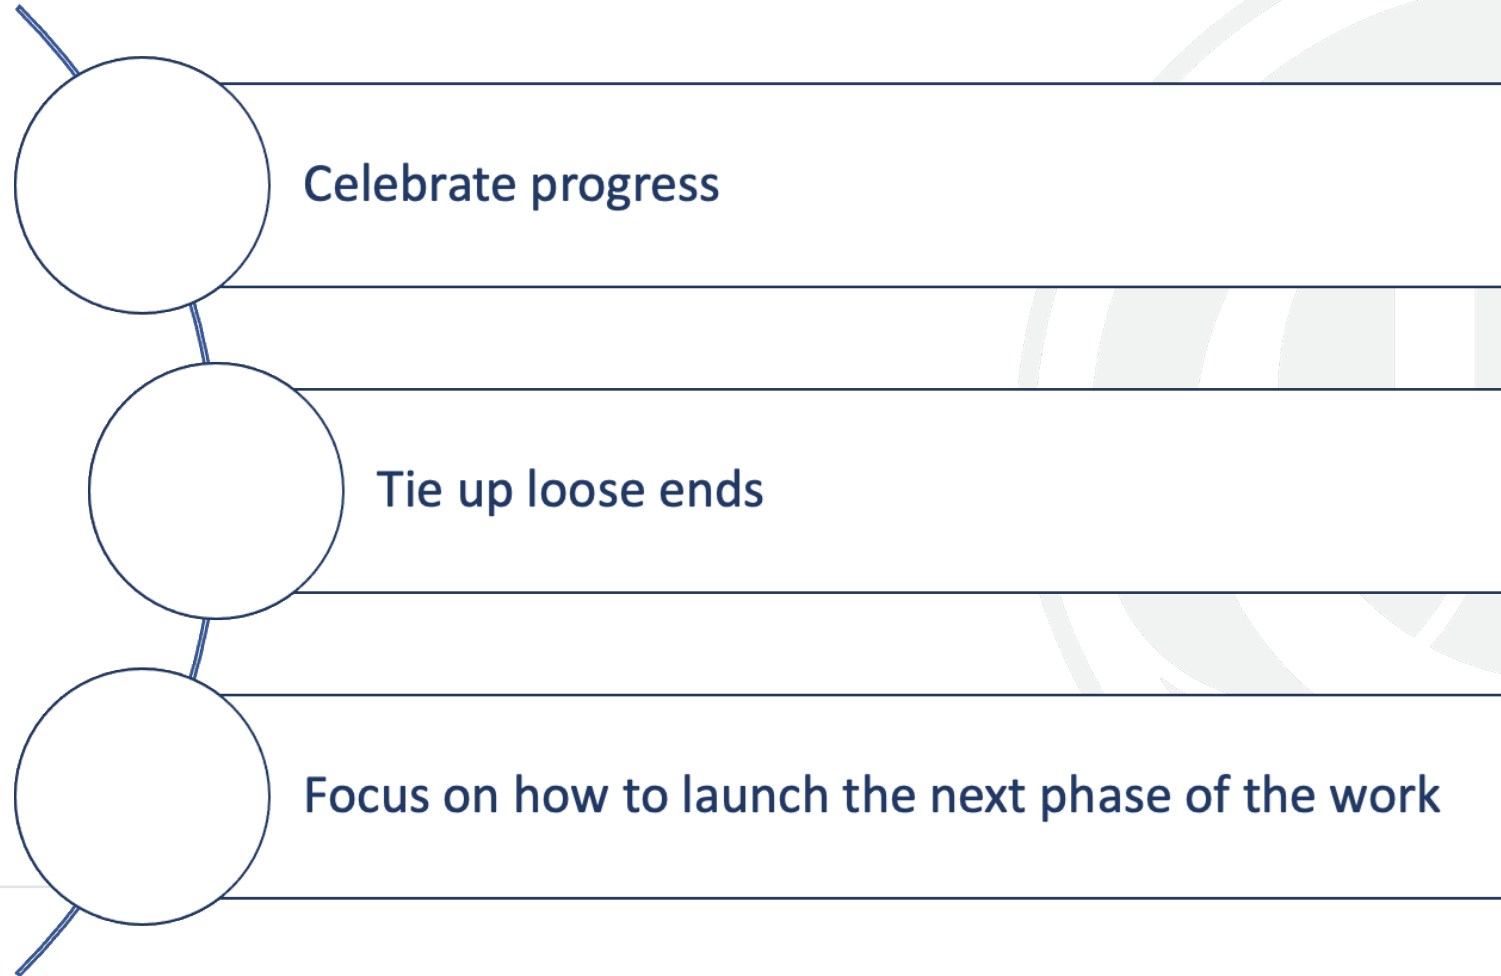 Celebrate progress
Tie up loose ends
Focus on how to launch the next phase of the work